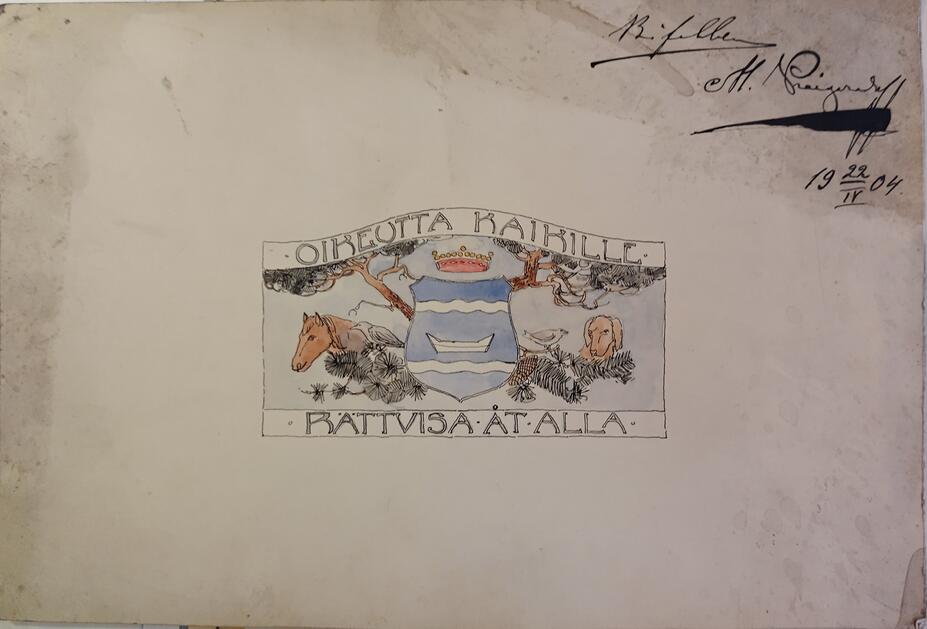 Bifalles
19 22/IV 04.
· OIKEUTTA KAIKILLE ·
· RÄTTVISA · ÅT · ALLA ·